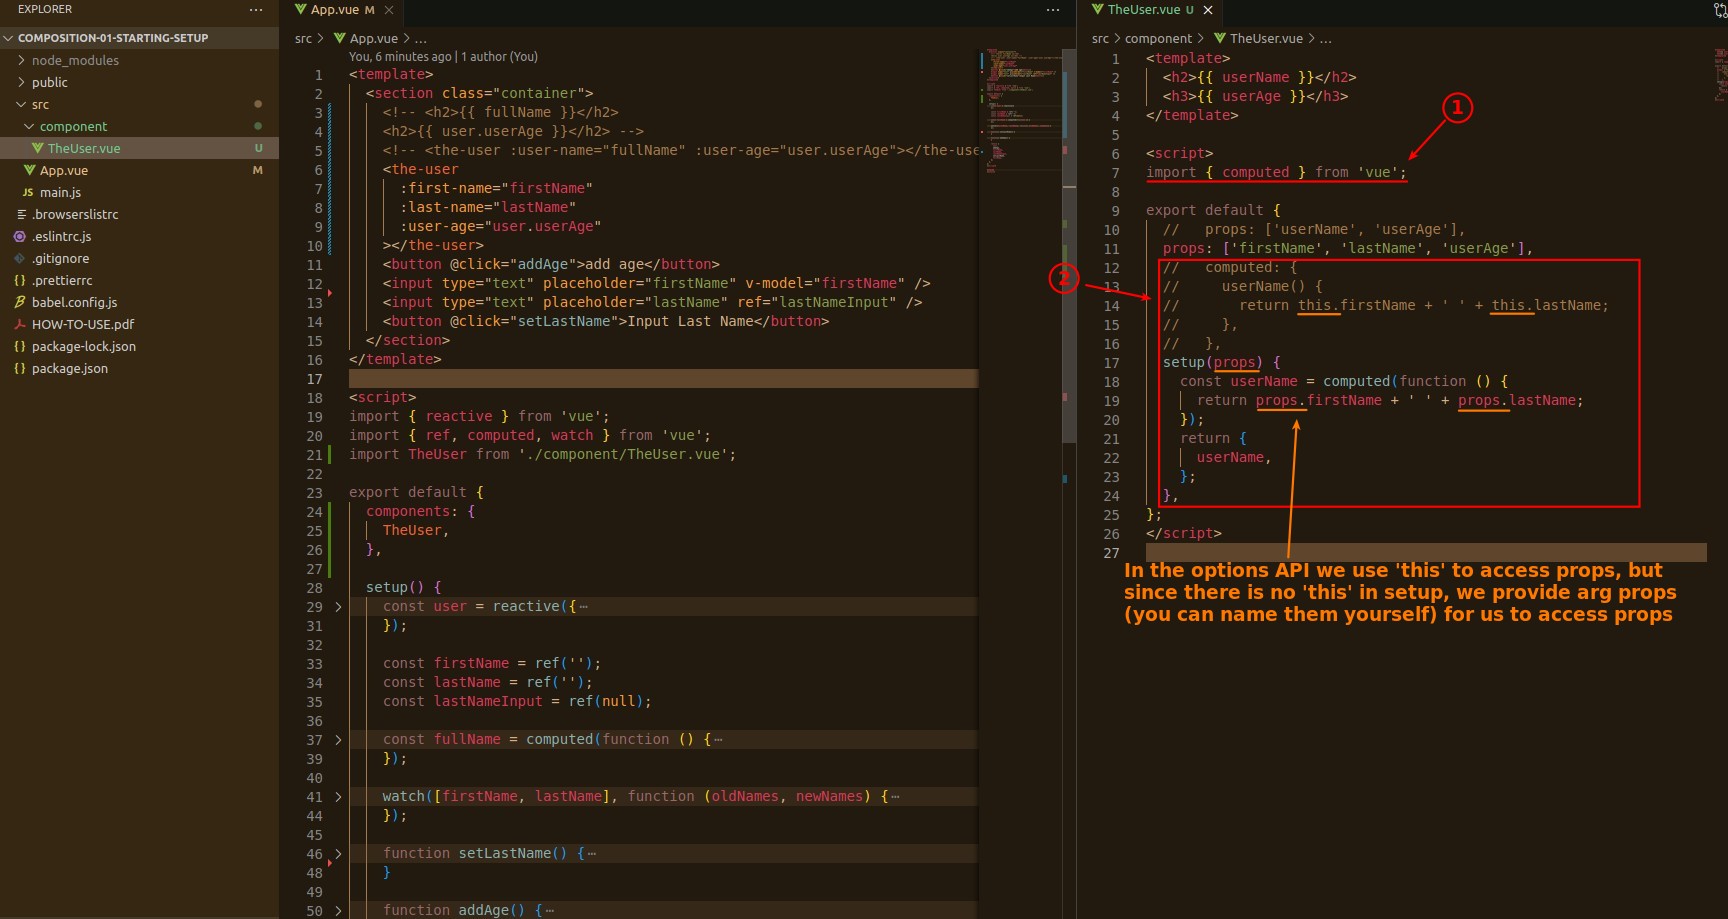 EXPLORER
COMPOSITION-01-STARTING-SETUP
node_modules
public
src
component
TheUser.vue U
App.vue M
JS main.js
.browserslistrc
.eslintrc.js
.gitignore
{} .prettierrc
babel.config.js
HOW-TO-USE.pdf
{} package-lock.json
{} package.json
App.vue M
src > App.vue > ...
You, 6 minutes ago | 1 author (You)
1 <template>
2 <section class="container">
3 <!-- <h2>{{ fullName }}</h2>
4 <h2>{{ user.userAge }}</h2> -->
5 <!-- <the-user :user-name="fullName" :user-age="user.userAge"></the-use
6 <the-user
7 :first-name="firstName"
8 :last-name="lastName"
9 :user-age="user.userAge"
10 ></the-user>
11 <button @click="addAge">add age</button>
12 <input type="text" placeholder="firstName" v-model="firstName" />
13 <input type="text" placeholder="lastName" ref="lastNameInput" />
14 <button @click="setLastName">Input Last Name</button>
15 </section>
16 </template>
17
18 <script>
19 import { reactive } from 'vue';
20 import { ref, computed, watch } from 'vue';
21 import TheUser from './component/TheUser.vue';
22
23 export default {
24 components: {
25 TheUser,
26 },
27
28 setup() {
29 const user = reactive({⋯
31 });
32
33 const firstName = ref('');
34 const lastName = ref('');
35 const lastNameInput = ref(null);
36
37 const fullName = computed(function () {⋯
39 });
40
41 watch([firstName, lastName], function (oldNames, newNames) {⋯
44 });
45
46 function setLastName() {⋯
48 }
49
50 function addAge() {⋯
TheUser.vue U
src > component > TheUser.vue > ...
1 <template>
2 <h2>{{ userName }}</h2>
3 <h3>{{ userAge }}</h3>
4 </template>
5
6 <script>
7 import { computed } from 'vue';
8
9 export default {
10 // props: ['userName', 'userAge'],
11 props: ['firstName', 'lastName', 'userAge'],
12 // computed: {
13 // userName() {
14 // return this.firstName + ' ' + this.lastName;
15 // },
16 // },
17 setup(props) {
18 const userName = computed(function () {
19 return props.firstName + ' ' + props.lastName;
20 });
21 return {
22 userName,
23 };
24 },
25 };
26 </script>
27
1
2
In the options API we use 'this' to access props, but
since there is no 'this' in setup, we provide arg props
(you can name them yourself) for us to access props